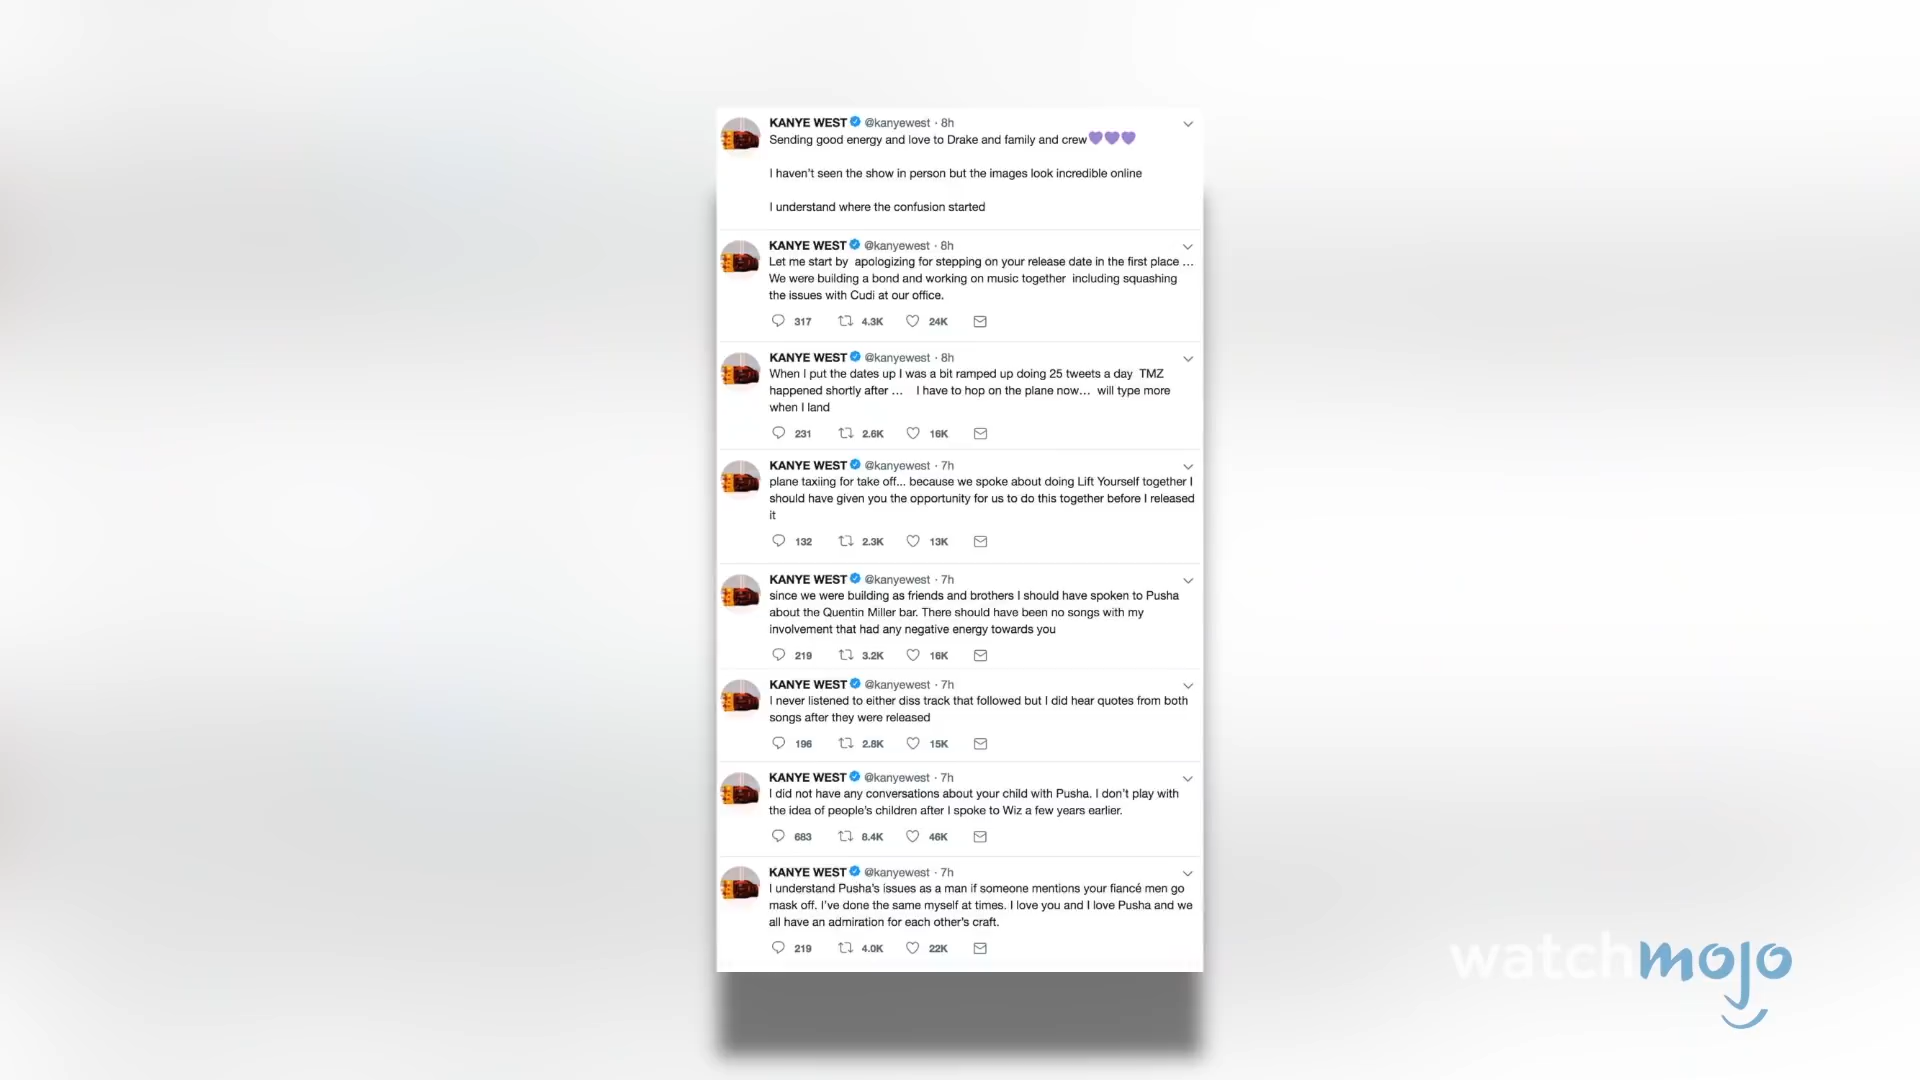 KANYE WEST @kanyewest · 8h
Sending good energy and love to Drake and family and crew💜💜💜
I haven't seen the show in person but the images look incredible online
I understand where the confusion started
KANYE WEST @kanyewest · 8h
Let me start by apologizing for stepping on your release date in the first place ...
We were building a bond and working on music together including squashing
the issues with Cudi at our office.
317 4.3K 24K
KANYE WEST @kanyewest · 8h
When I put the dates up I was a bit ramped up doing 25 tweets a day TMZ
happened shortly after ... I have to hop on the plane now... will type more
when I land
231 2.6K 16K
KANYE WEST @kanyewest · 7h
plane taxiing for take off... because we spoke about doing Lift Yourself together I
should have given you the opportunity for us to do this together before I released
it
132 2.3K 13K
KANYE WEST @kanyewest · 7h
since we were building as friends and brothers I should have spoken to Pusha
about the Quentin Miller bar. There should have been no songs with my
involvement that had any negative energy towards you
219 3.2K 16K
KANYE WEST @kanyewest · 7h
I never listened to either diss track that followed but I did hear quotes from both
songs after they were released
196 2.8K 15K
KANYE WEST @kanyewest · 7h
I did not have any conversations about your child with Pusha. I don't play with
the idea of people's children after I spoke to Wiz a few years earlier.
683 8.4K 46K
KANYE WEST @kanyewest · 7h
I understand Pusha's issues as a man if someone mentions your fiancé men go
mask off. I've done the same myself at times. I love you and I love Pusha and we
all have an admiration for each other's craft.
219 4.0K 22K
watchmojo